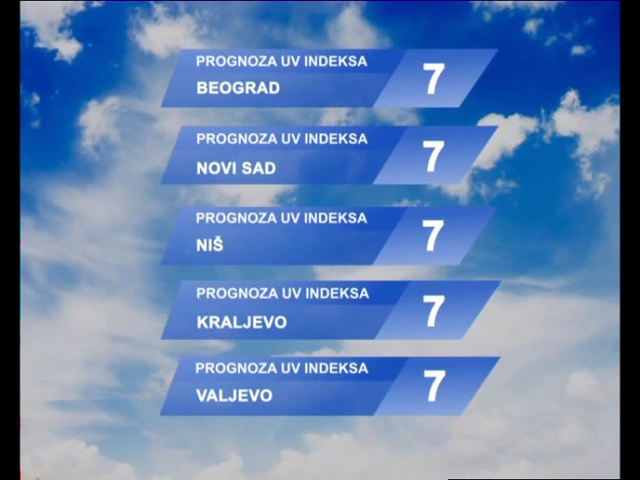 PROGNOZA UV INDEKSA
BEOGRAD
7
PROGNOZA UV INDEKSA
NOVI SAD
7
PROGNOZA UV INDEKSA
NIŠ
7
PROGNOZA UV INDEKSA
KRALJEVO
7
PROGNOZA UV INDEKSA
VALJEVO
7